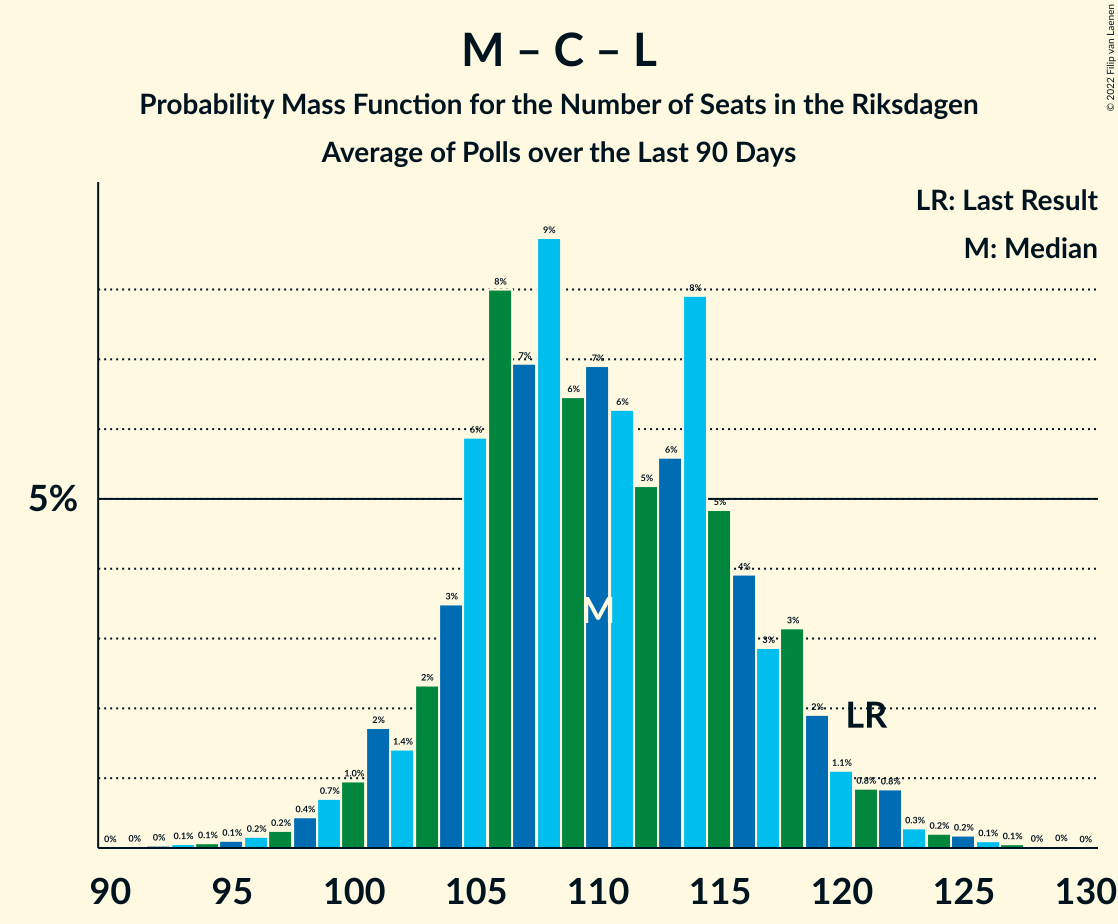 M – C – L
Probability Mass Function for the Number of Seats in the Riksdagen
Average of Polls over the Last 90 Days
© 2022 Filip van Laenen
LR: Last Result
M: Median
5%
0% 0% 0% 0.1% 0.1% 0.1% 0.2% 0.2% 0.4% 0.7% 1.0% 2% 1.4% 2% 3% 6% 8% 7% 9% 6% 7% 6% 5% 6% 8% 5% 4% 3% 3% 2% 1.1% 0.8% 0.8% 0.3% 0.2% 0.2% 0.1% 0.1% 0% 0% 0%
M
LR
90 95 100 105 110 115 120 125 130